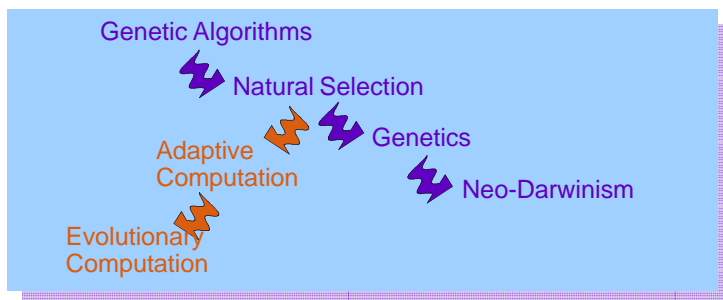 Genetic Algorithms
Natural Selection
Genetics
Adaptive
Computation
Neo-Darwinism
Evolutionary
Computation